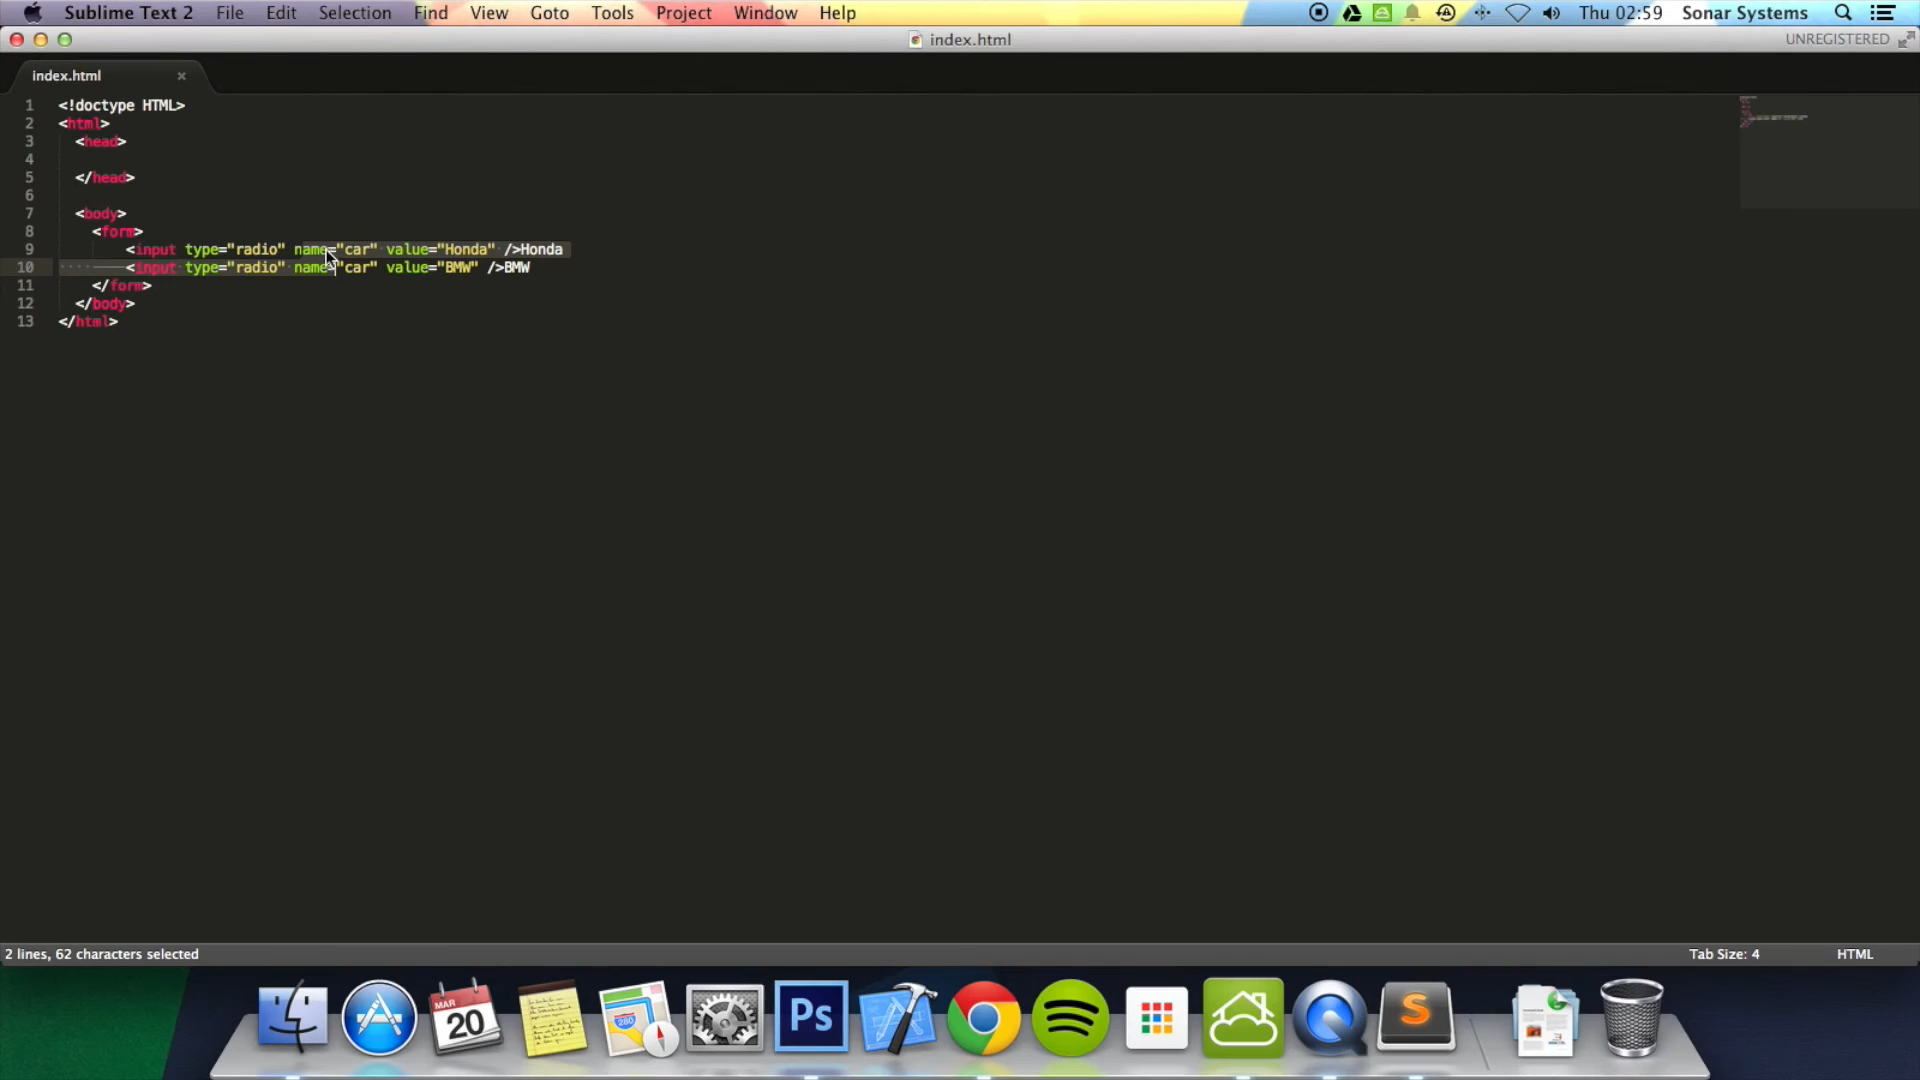 Sublime Text 2 File Edit Selection Find View Goto Tools Project Window Help Thu 02:59 Sonar Systems
index.html UNREGISTERED
index.html
1 <!doctype HTML>
2 <html>
3 <head>
4
5 </head>
6
7 <body>
8 <form>
9 <input type="radio" name="car" value="Honda" />Honda
10 <input type="radio" name="car" value="BMW" />BMW
11 </form>
12 </body>
13 </html>
2 lines, 62 characters selected Tab Size: 4 HTML
MAR
20
280
Ps
S